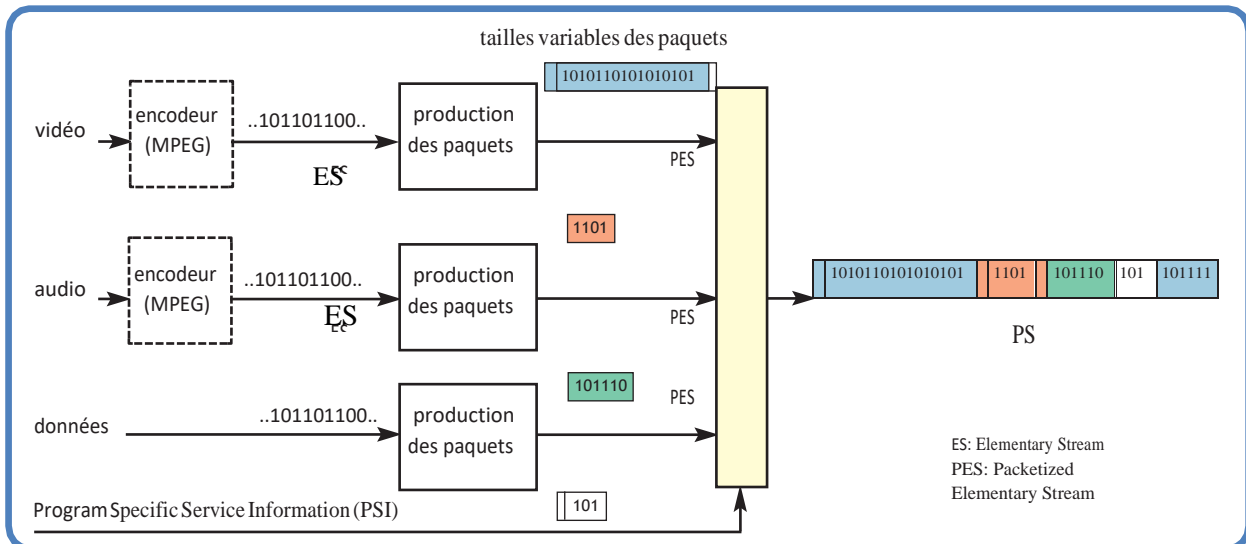 tailles variables des paquets
1010110101010101
vidéo
encodeur
(MPEG)
..101101100..
ES
production
des paquets
PES
1101
audio
encodeur
(MPEG)
..101101100..
ES
production
des paquets
PES
1010110101010101 1101 101110 101 101111
PS
101110
données
..101101100..
production
des paquets
PES
ES: Elementary Stream
PES: Packetized
Elementary Stream
Program Specific Service Information (PSI)
101